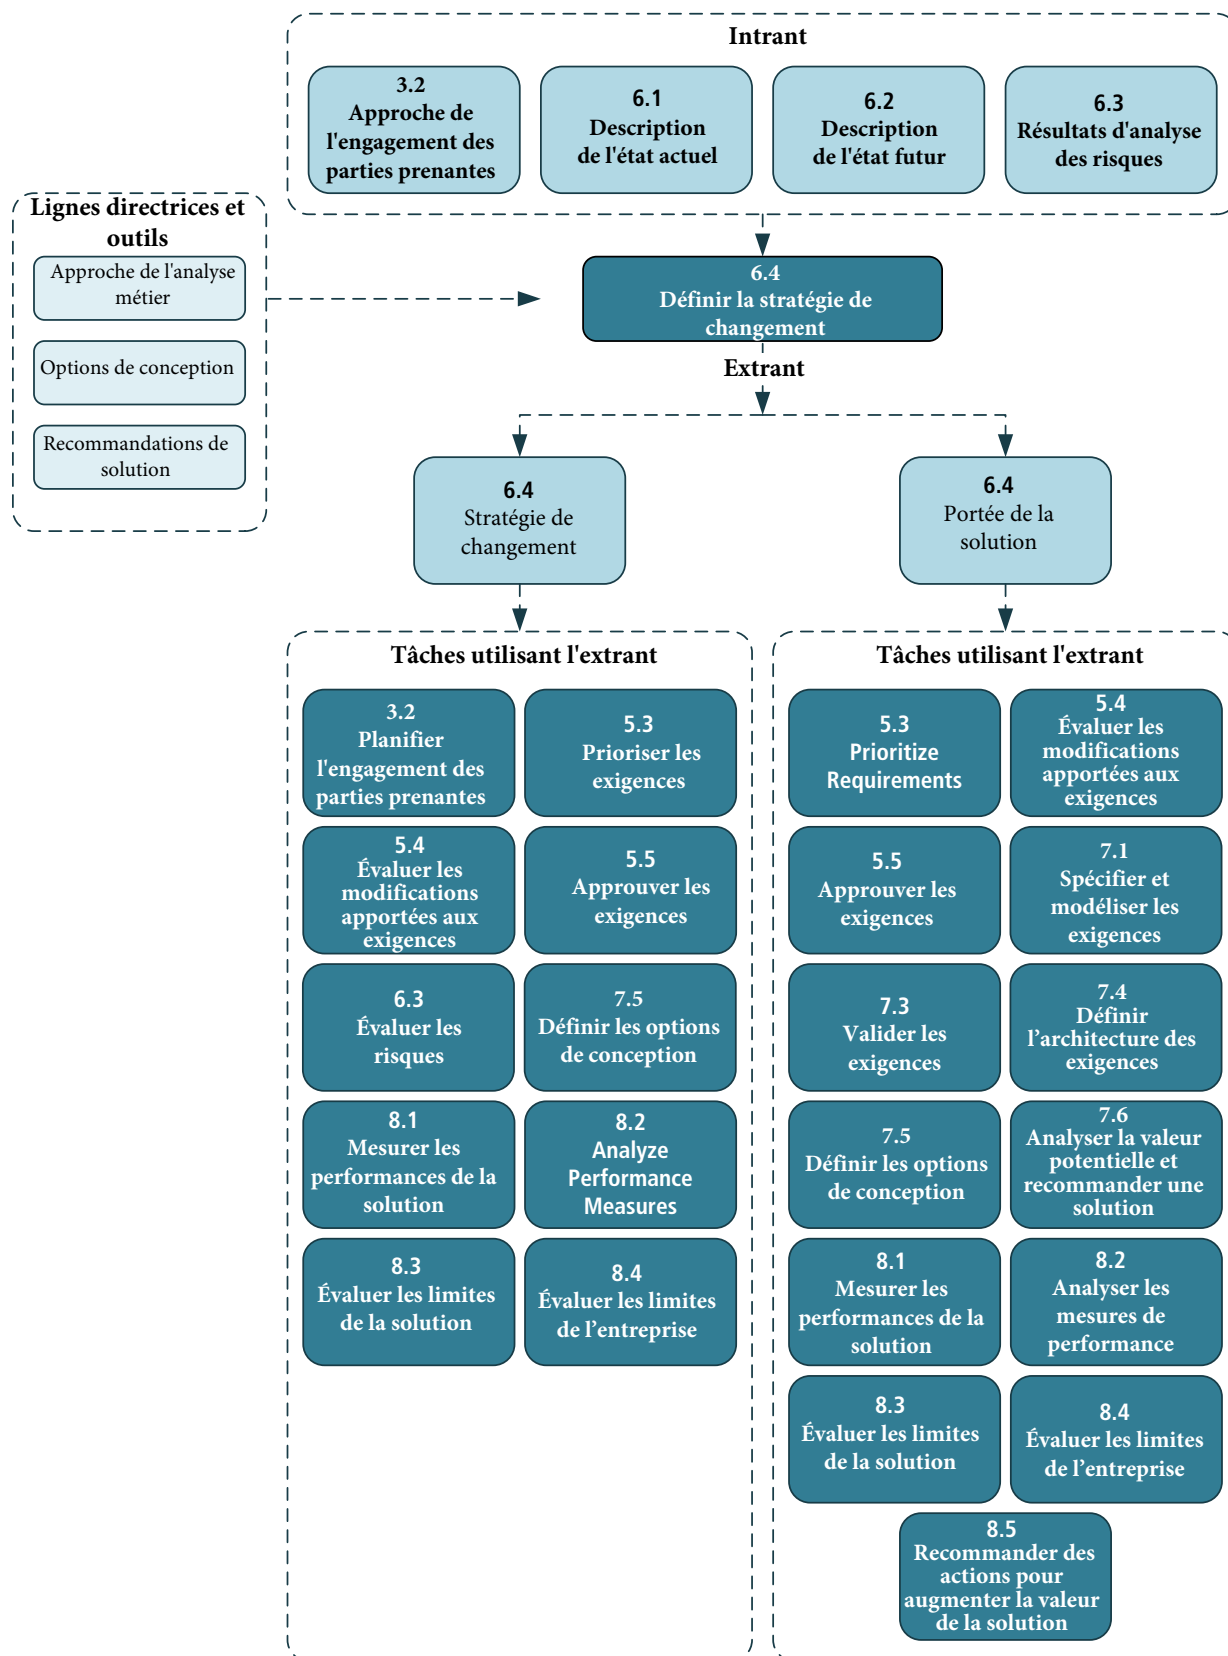 Intrant
3.2
Approche de
l'engagement des
parties prenantes
6.1
Description
de l'état actuel
6.2
Description
de l'état futur
6.3
Résultats d'analyse
des risques
Lignes directrices et
outils
Approche de l'analyse
métier
Options de conception
Recommandations de
solution
6.4
Définir la stratégie de
changement
Extrant
6.4
Stratégie de
changement
6.4
Portée de la
solution
Tâches utilisant l'extrant
3.2
Planifier
l'engagement des
parties prenantes
5.3
Prioriser les
exigences
5.4
Évaluer les
modifications
apportées aux
exigences
5.5
Approuver les
exigences
6.3
Évaluer les
risques
7.5
Définir les options
de conception
8.1
Mesurer les
performances de la
solution
8.2
Analyze
Performance
Measures
8.3
Évaluer les limites
de la solution
8.4
Évaluer les limites
de l’entreprise
Tâches utilisant l'extrant
5.3
Prioritize
Requirements
5.4
Évaluer les
modifications
apportées aux
exigences
5.5
Approuver les
exigences
7.1
Spécifier et
modéliser les
exigences
7.3
Valider les
exigences
7.4
Définir
l’architecture des
exigences
7.5
Définir les options
de conception
7.6
Analyser la valeur
potentielle et
recommander une
solution
8.1
Mesurer les
performances de la
solution
8.2
Analyser les
mesures de
performance
8.3
Évaluer les limites
de la solution
8.4
Évaluer les limites
de l’entreprise
8.5
Recommander des
actions pour
augmenter la valeur
de la solution